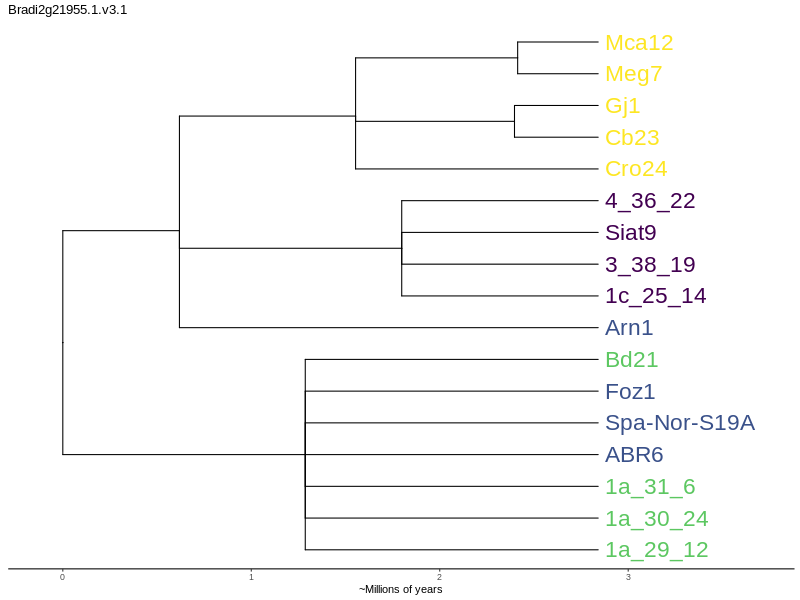 Bradi2g21955.1.v3.1
Mca12
Meg7
Gj1
Cb23
Cro24
4_36_22
Siat9
3_38_19
1c_25_14
Arn1
Bd21
Foz1
Spa-Nor-S19A
ABR6
1a_31_6
1a_30_24
1a_29_12
0 1 2 3
~Millions of years